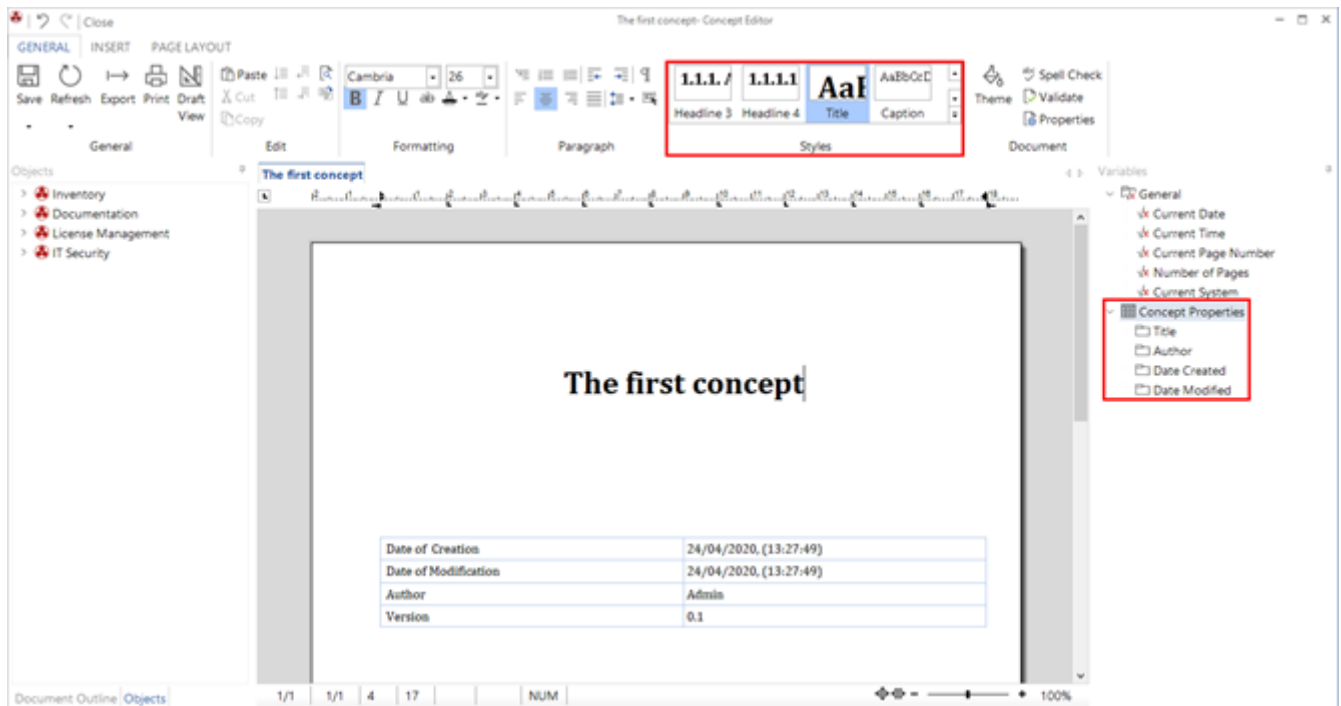 Close
The first concept- Concept Editor
GENERAL INSERT PAGE LAYOUT
Save Refresh Export Print Draft View
Paste
Cut
Copy
Cambria 26
B I U ab A
1.1.1. / 1.1.1.1 AaB AaBbCcD
Headline 3 Headline 4 Title Caption
Theme
Spell Check
Validate
Properties
General Edit Formatting Paragraph Styles Document
Objects
Inventory
Documentation
License Management
IT Security
The first concept
The first concept
Date of Creation 24/04/2020, (13:27:49)
Date of Modification 24/04/2020, (13:27:49)
Author Admin
Version 0.1
Variables
General
Current Date
Current Time
Current Page Number
Number of Pages
Current System
Concept Properties
Title
Author
Date Created
Date Modified
Document Outline Objects
1/1 1/1 4 17 NUM 100%